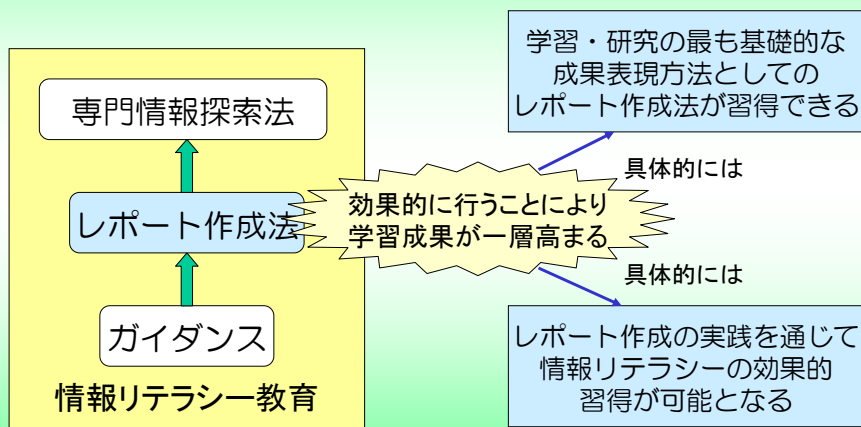 専門情報探索法
レポート作成法
ガイダンス
情報リテラシー教育
効果的に行うことにより
学習成果が一層高まる
学習・研究の最も基礎的な
成果表現方法としての
レポート作成法が習得できる
具体的には
具体的には
レポート作成の実践を通じて
情報リテラシーの効果的
習得が可能となる